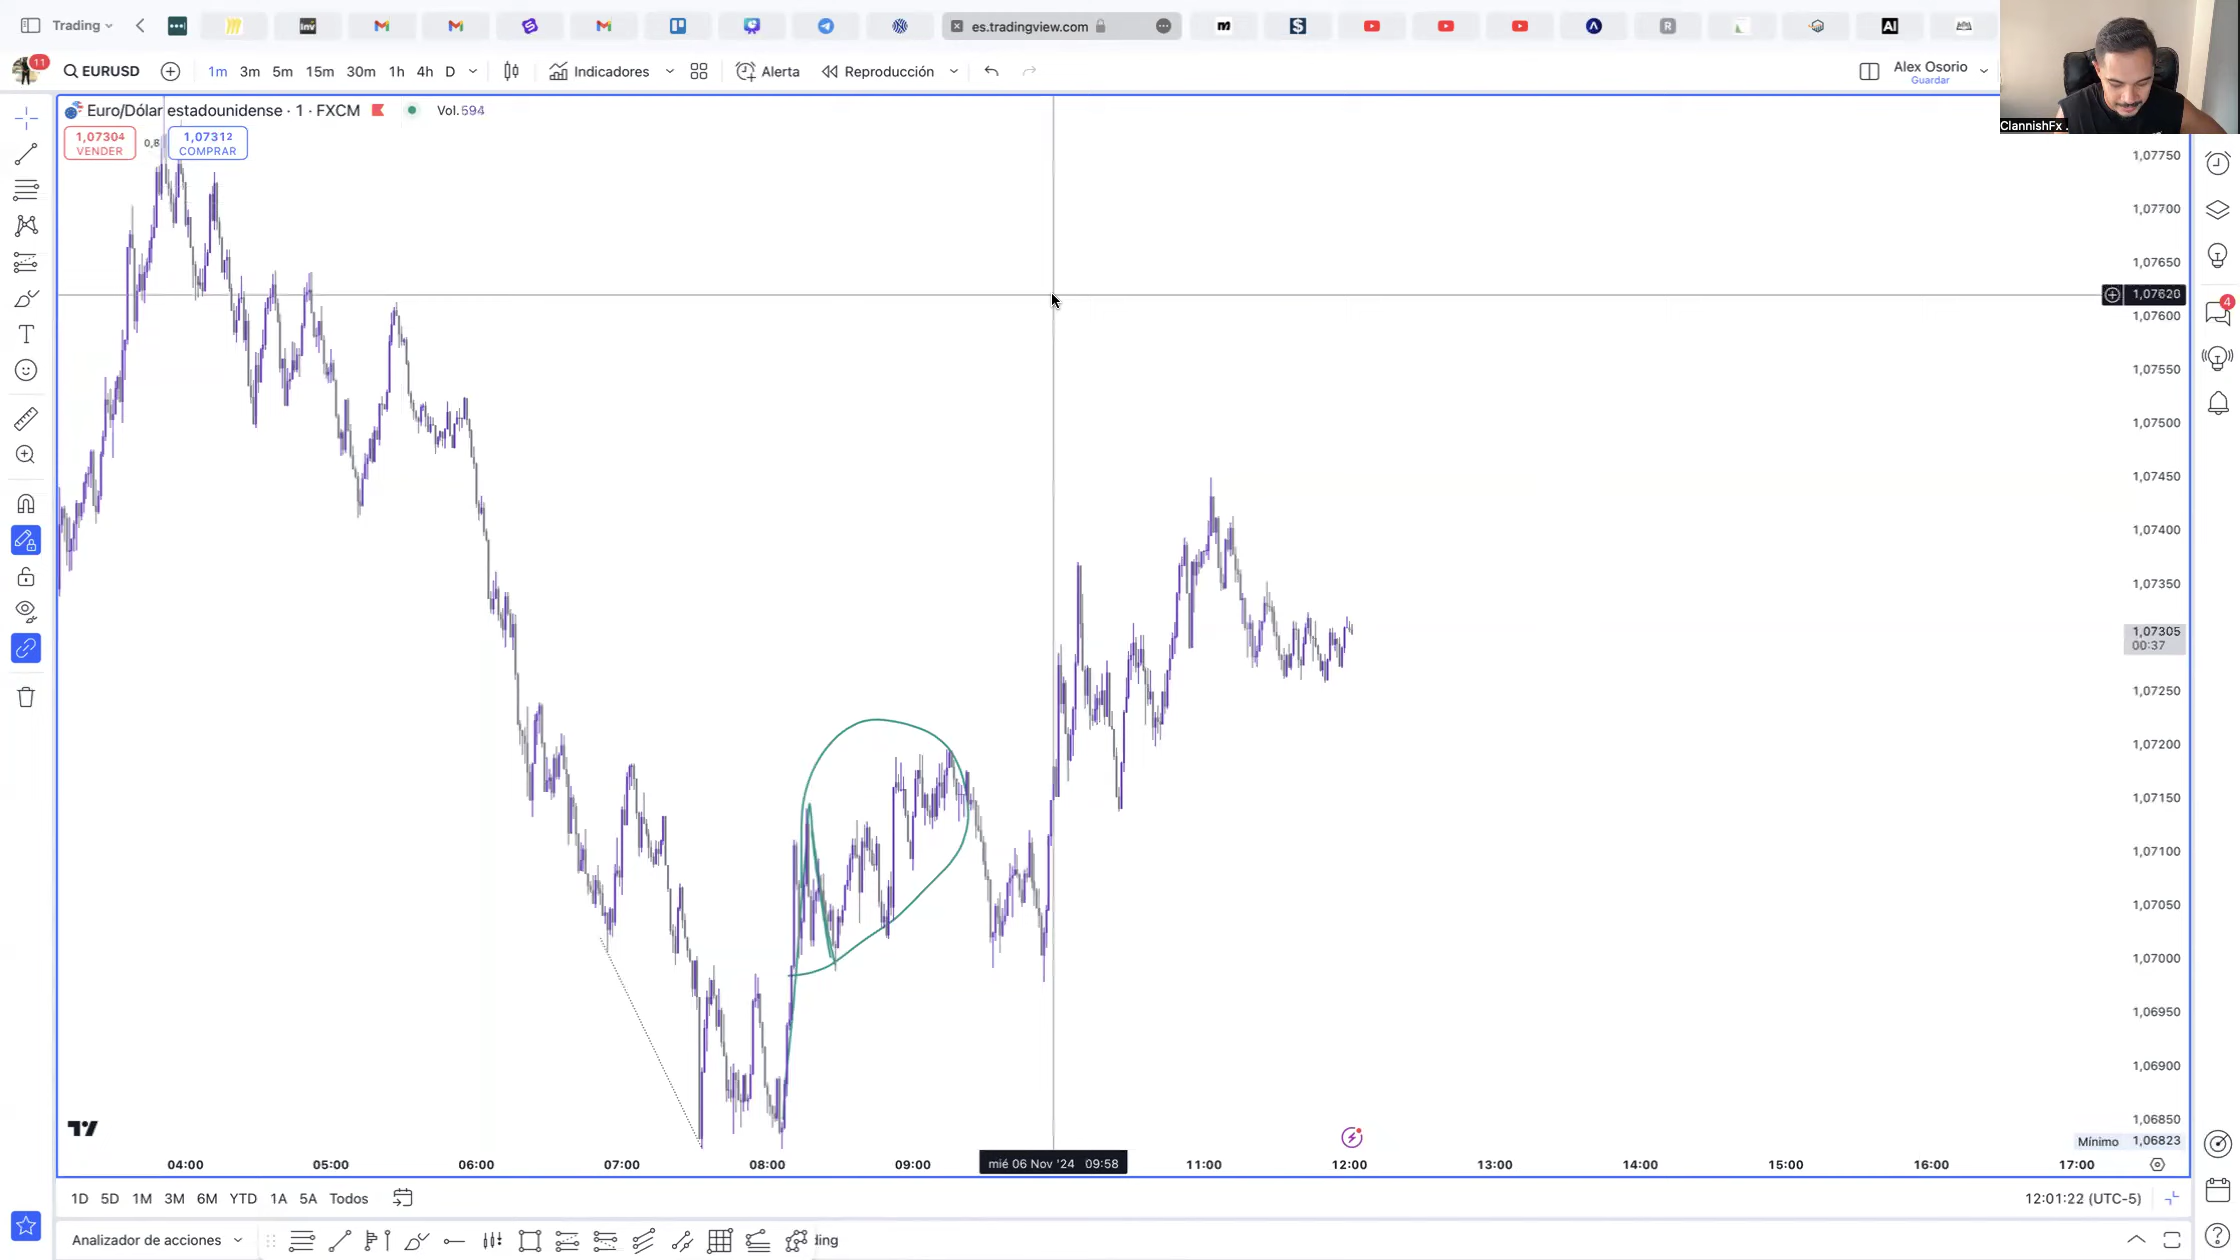 Trading
es.tradingview.com
11
EURUSD
1m 3m 5m 15m 30m 1h 4h D
Indicadores
Alerta
Reproducción
Alex Osorio
Guardar
ClannishFx .
Euro/Dólar estadounidense · 1 · FXCM
Vol.594
1,07304
VENDER
0,8
1,07312
COMPRAR
1,07750
1,07700
1,07650
1,07620
1,07600
1,07550
1,07500
1,07450
1,07400
1,07350
1,07305
00:37
1,07250
1,07200
1,07150
1,07100
1,07050
1,07000
1,06950
1,06900
1,06850
Mínimo 1,06823
4
04:00 05:00 06:00 07:00 08:00 09:00 mié 06 Nov '24 09:58 11:00 12:00 13:00 14:00 15:00 16:00 17:00
1D 5D 1M 3M 6M YTD 1A 5A Todos
12:01:22 (UTC-5)
Analizador de acciones
ding